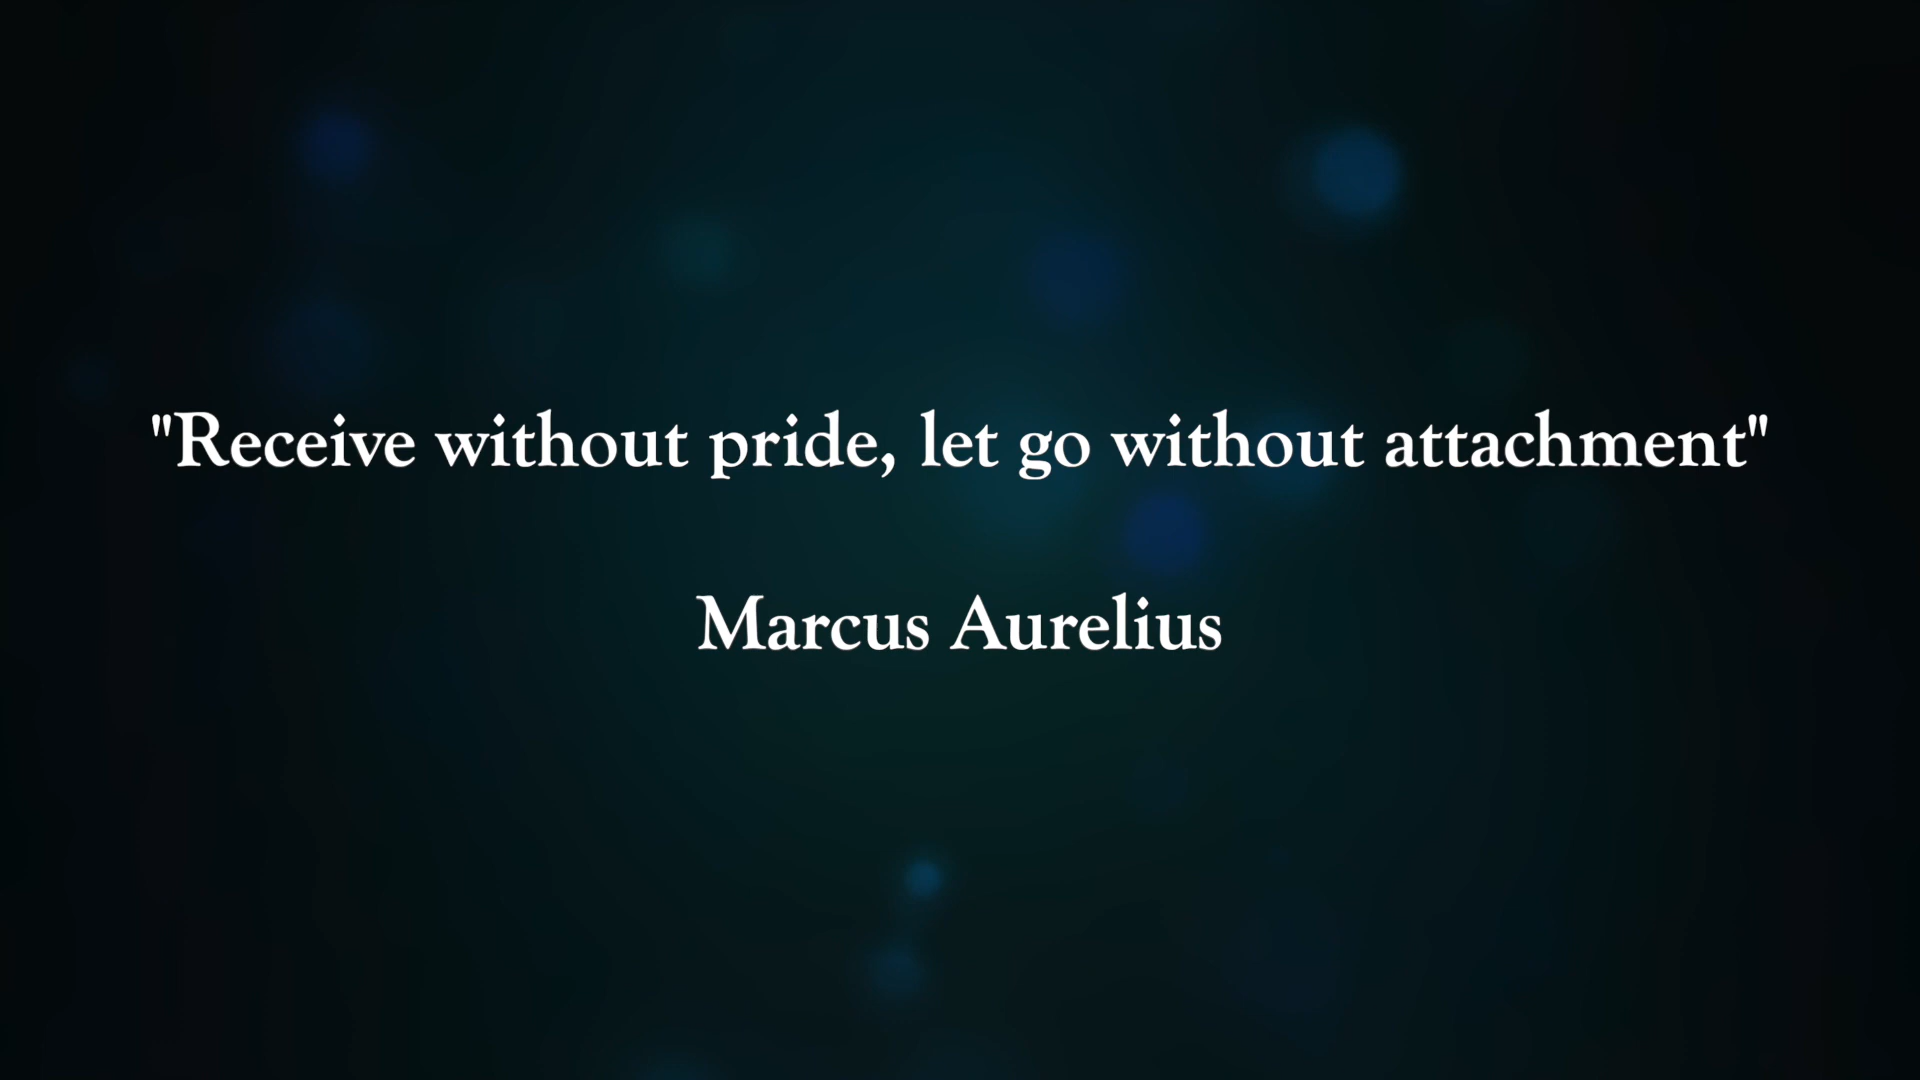 "Receive without pride, let go without attachment"
Marcus Aurelius